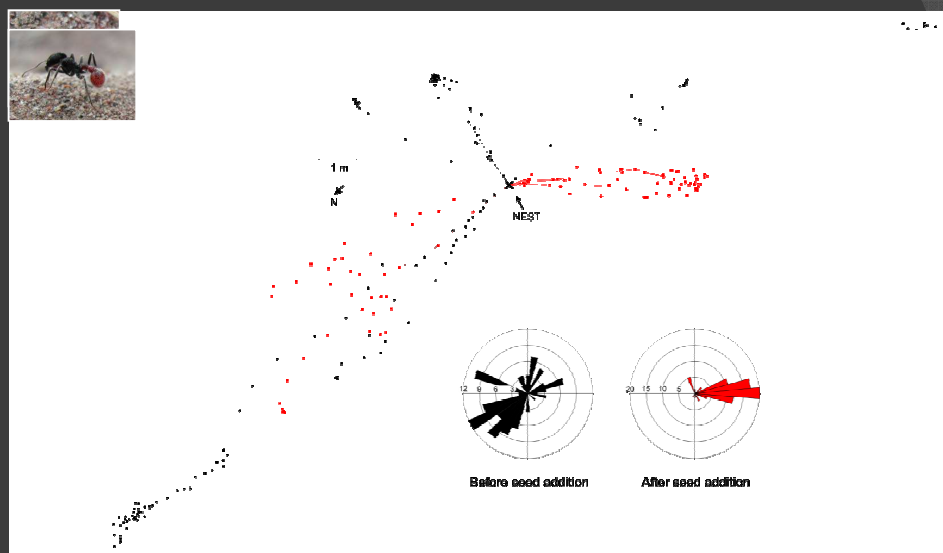 1 m
N
NEST
12 9 6 3
20 15 10 5
Before seed addition
After seed addition